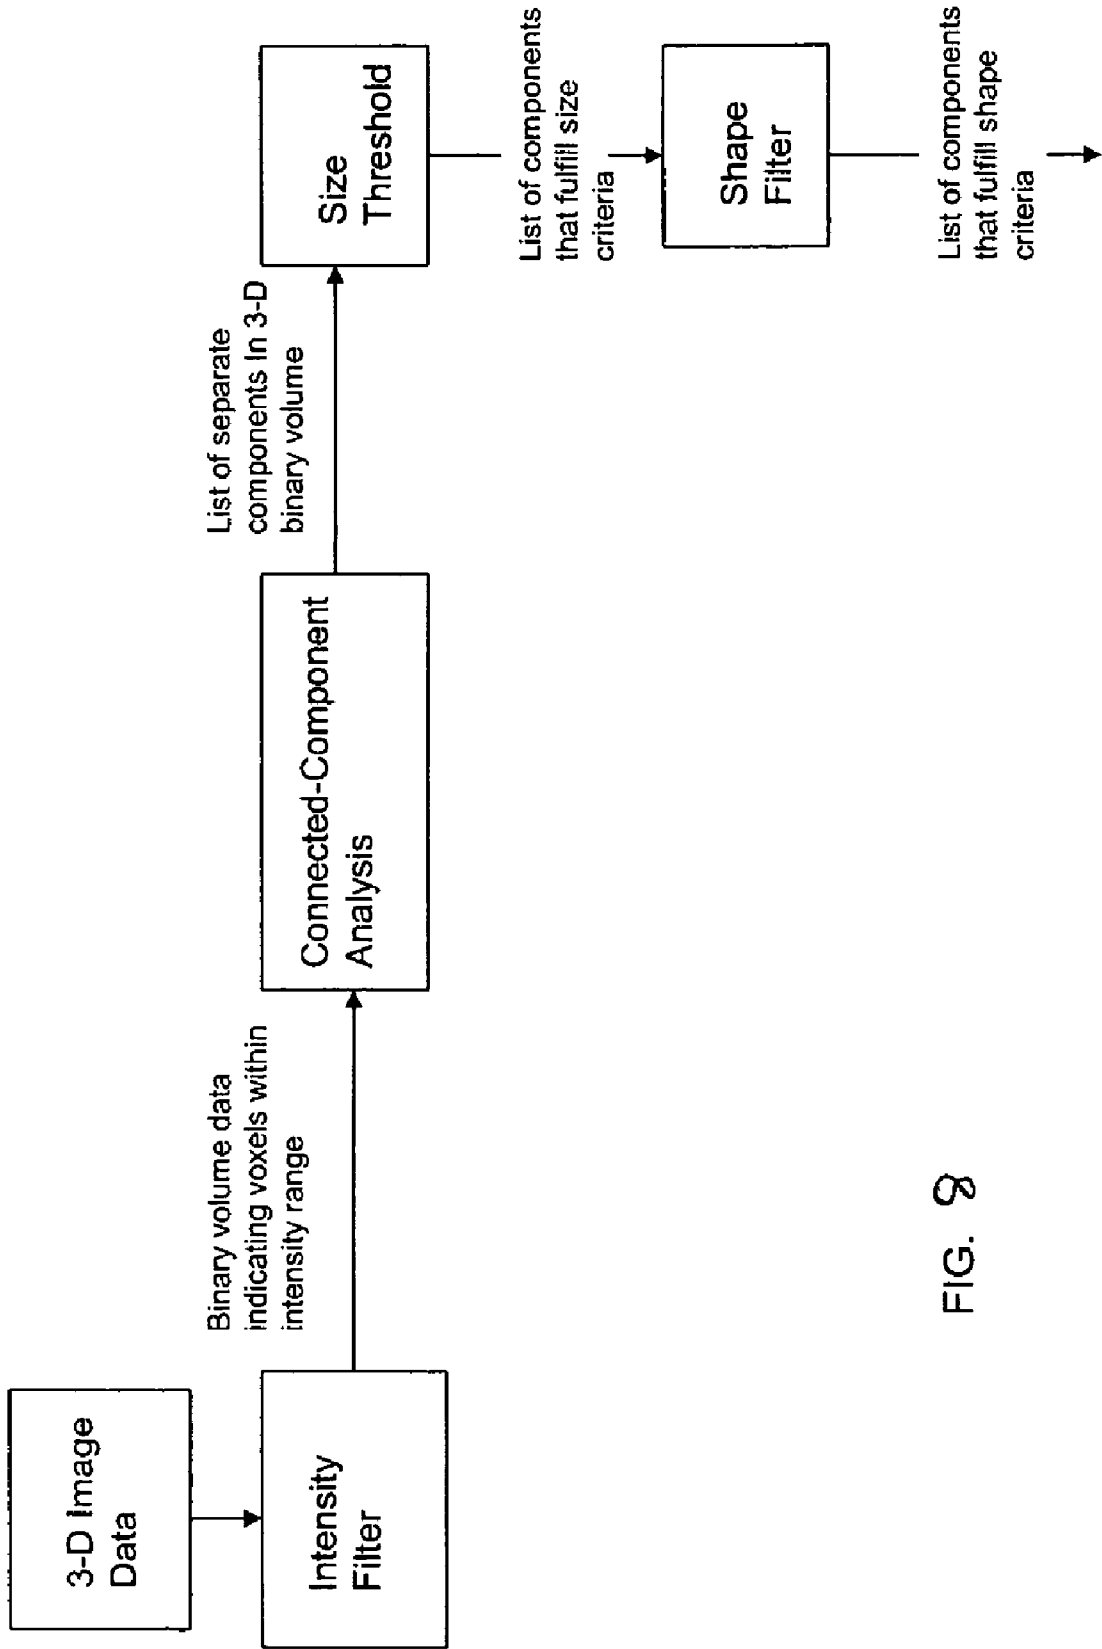 3-D Image
Data
Intensity
Filter
Binary volume data
indicating voxels within
intensity range
Connected-Component
Analysis
List of separate
components In 3-D
binary volume
Size
Threshold
List of components
that fulfill size
criteria
Shape
Filter
List of components
that fulfill shape
criteria
FIG. 8